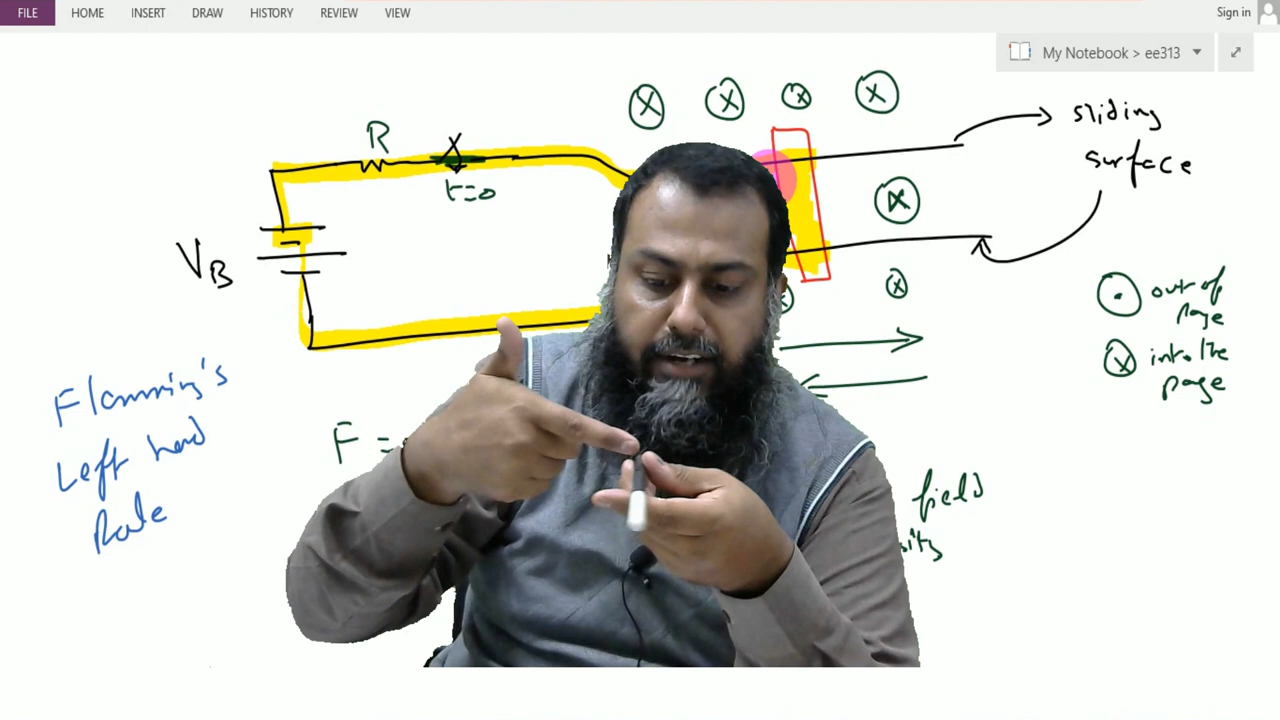 FILE HOME INSERT DRAW HISTORY REVIEW VIEW
Sign in
My Notebook > ee313
R
t=0
VB
sliding
surface
out of
page
into the
page
Flamming's
Left hand
Rule
F =
field